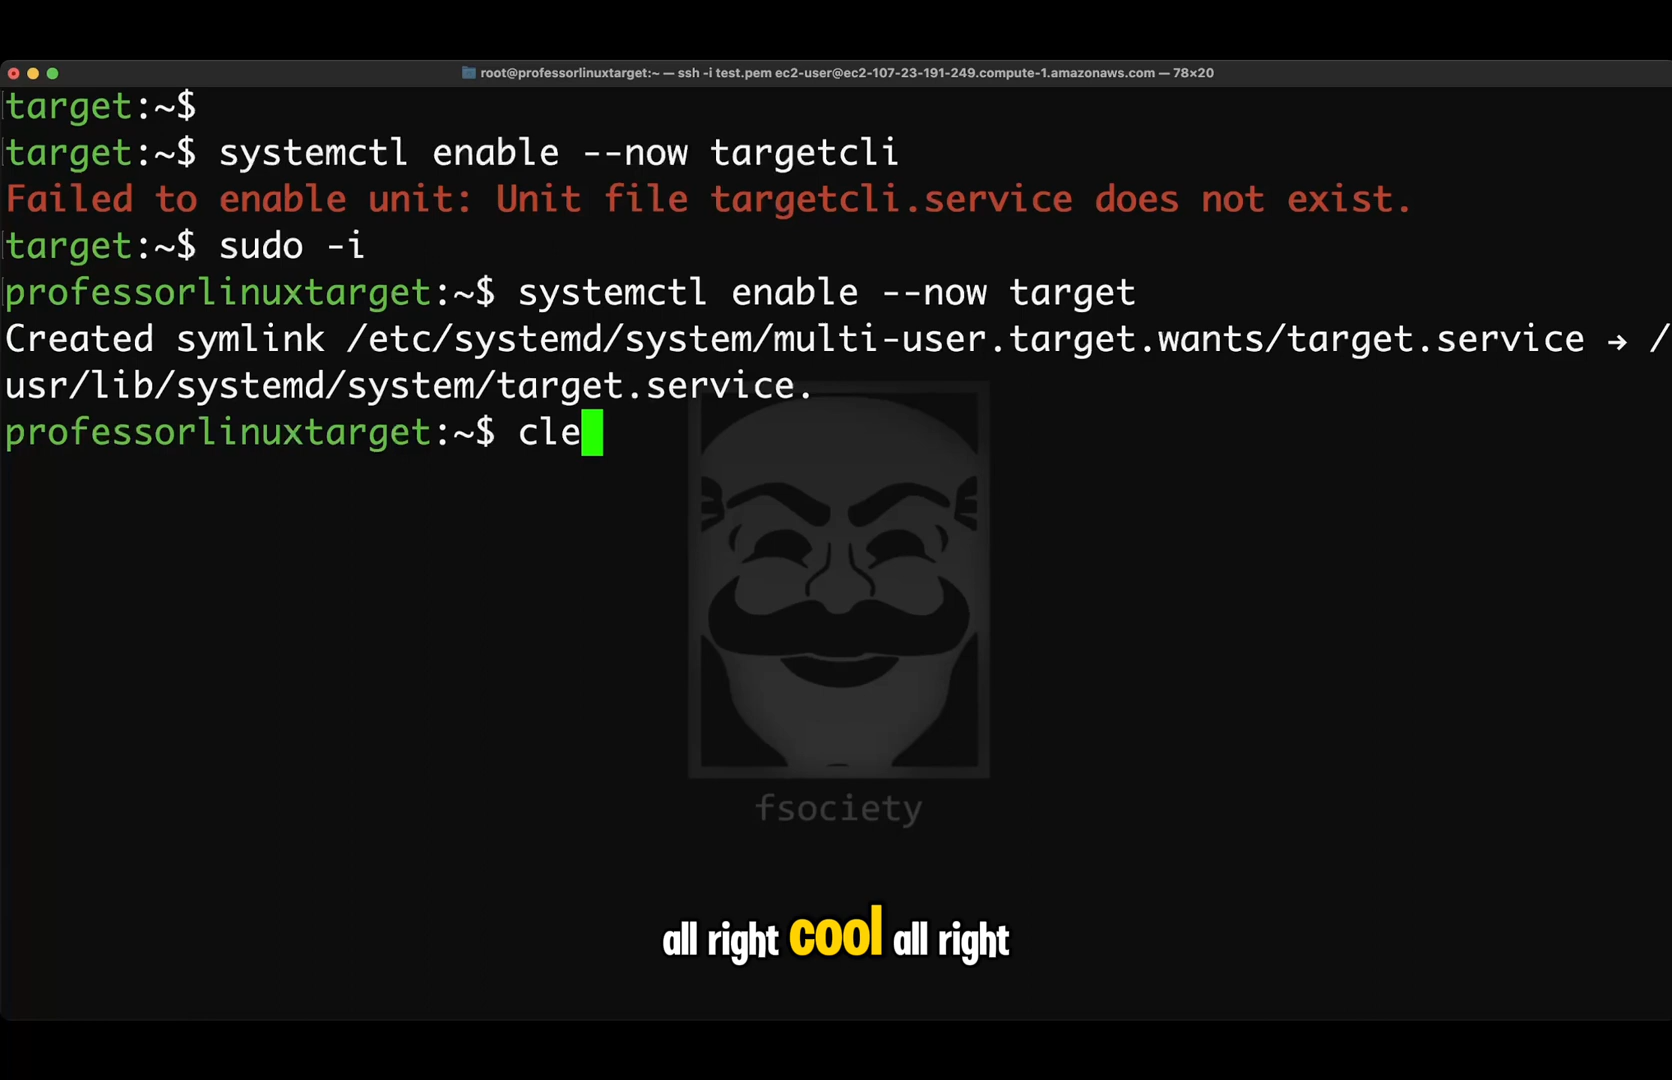 root@professorlinuxtarget:~ — ssh -i test.pem ec2-user@ec2-107-23-191-249.compute-1.amazonaws.com — 78×20
target:~$
target:~$ systemctl enable --now targetcli
Failed to enable unit: Unit file targetcli.service does not exist.
target:~$ sudo -i
professorlinuxtarget:~$ systemctl enable --now target
Created symlink /etc/systemd/system/multi-user.target.wants/target.service → /
usr/lib/systemd/system/target.service.
professorlinuxtarget:~$ cle
fsociety
all right cool all right